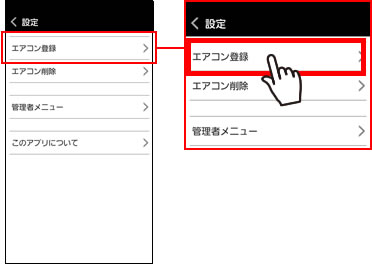 設定
エアコン登録
エアコン削除
管理者メニュー
このアプリについて
設定
エアコン登録
エアコン削除
管理者メニュー